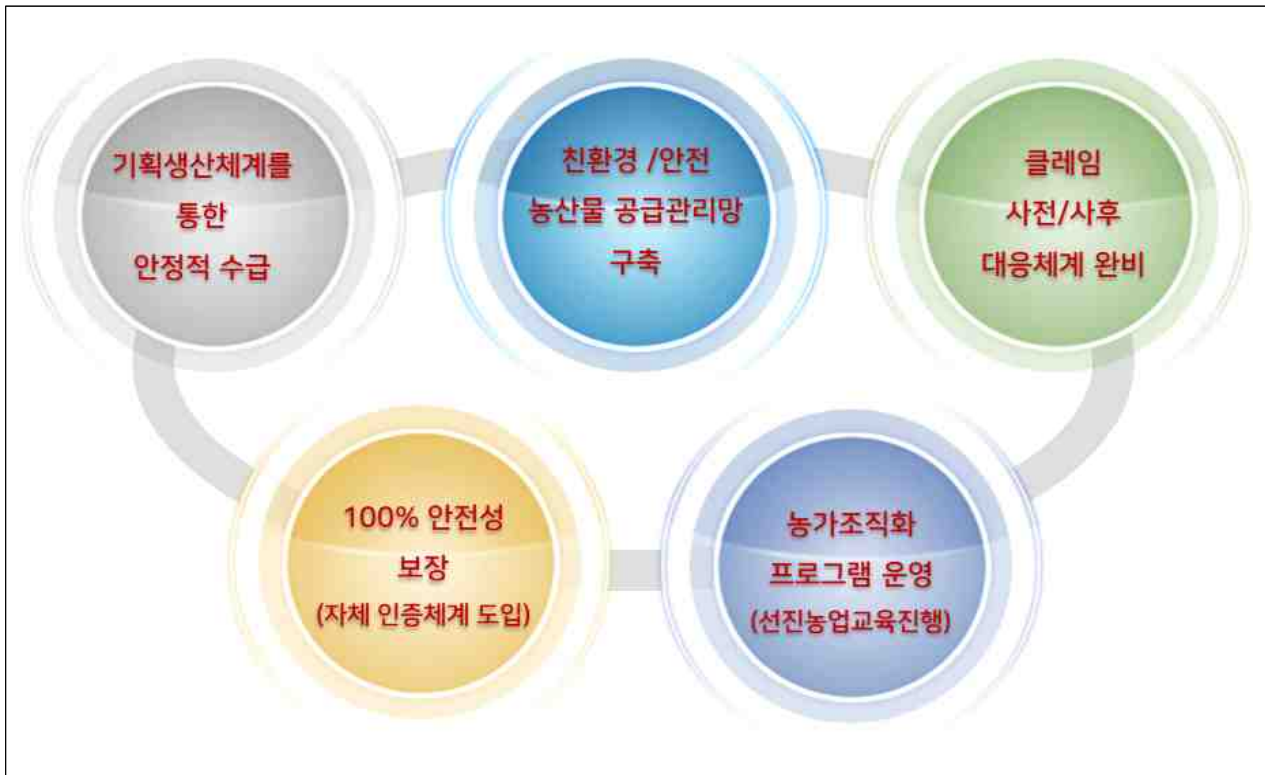 기획생산체계를
통한
안정적 수급
친환경 /안전
농산물 공급관리망
구축
클레임
사전/사후
대응체계 완비
100% 안전성
보장
(자체 인증체계 도입)
농가조직화
프로그램 운영
(선진농업교육진행)